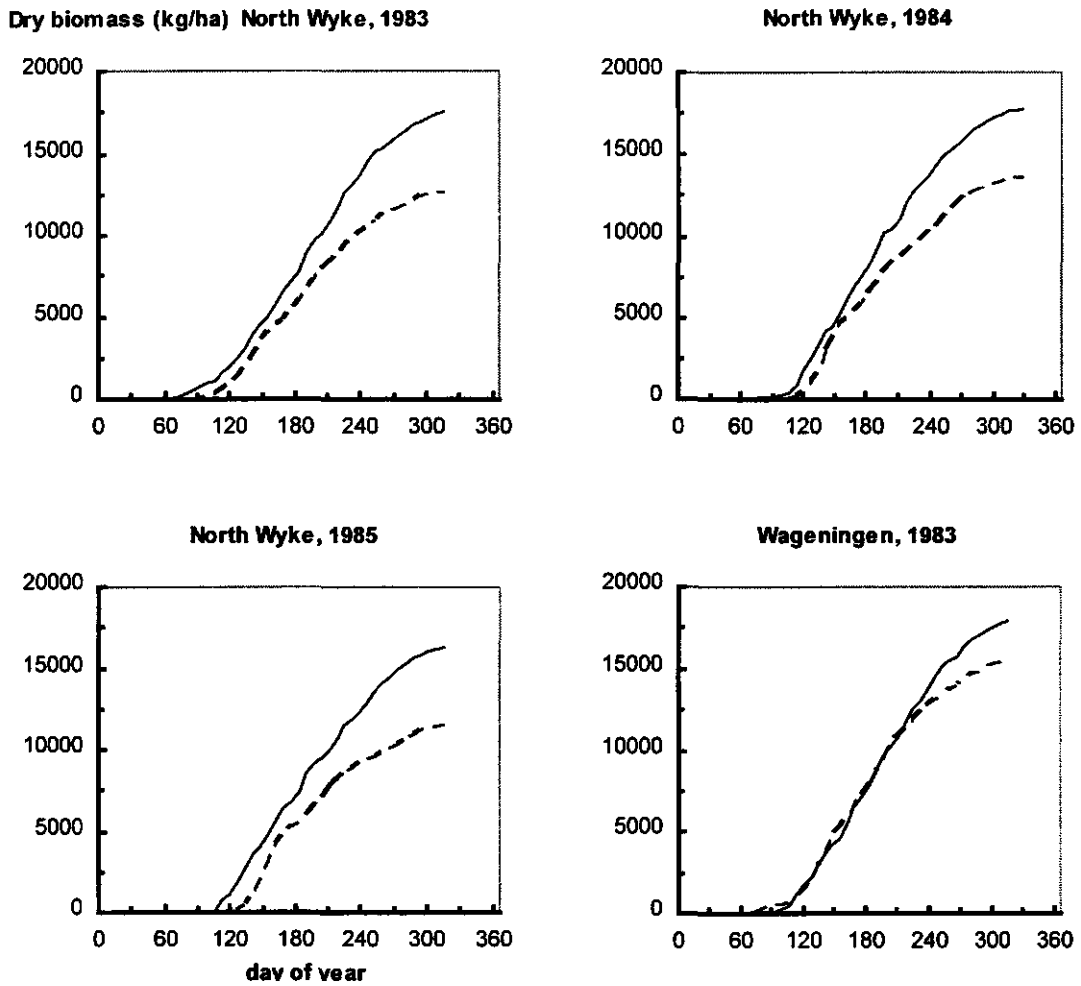 Dry biomass (kg/ha) North Wyke, 1983
20000
15000
10000
5000
0
0 60 120 180 240 300 360
North Wyke, 1984
20000
15000
10000
5000
0
0 60 120 180 240 300 360
North Wyke, 1985
20000
15000
10000
5000
0
0 60 120 180 240 300 360
day of year
Wageningen, 1983
20000
15000
10000
5000
0
0 60 120 180 240 300 360